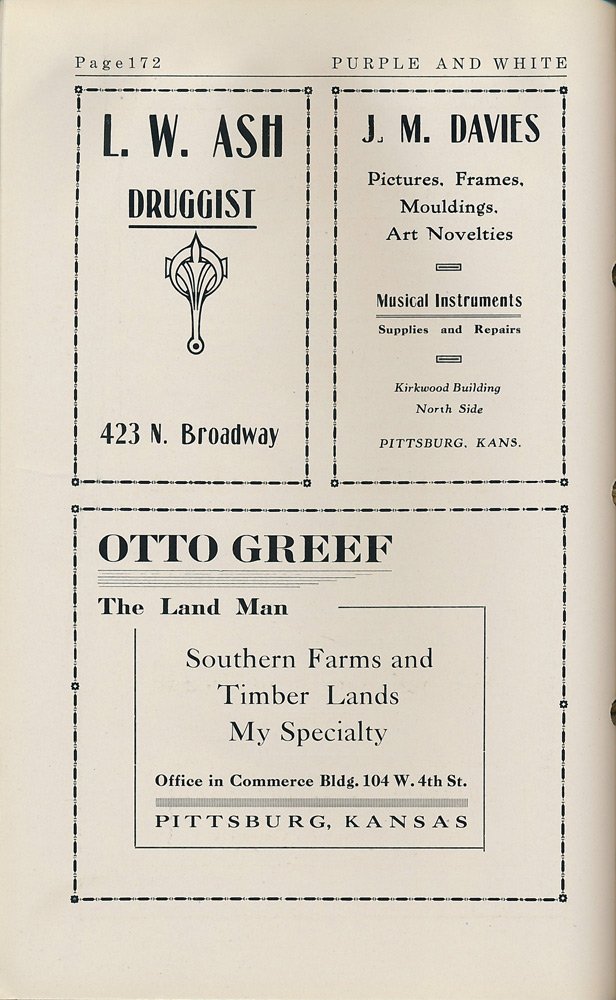 Page 172
PURPLE AND WHITE
L. W. ASH
DRUGGIST
423 N. Broadway
J. M. DAVIES
Pictures, Frames,
Mouldings,
Art Novelties
Musical Instruments
Supplies and Repairs
Kirkwood Building
North Side
PITTSBURG, KANS.
OTTO GREEF
The Land Man
Southern Farms and
Timber Lands
My Specialty
Office in Commerce Bldg. 104 W. 4th St.
PITTSBURG, KANSAS